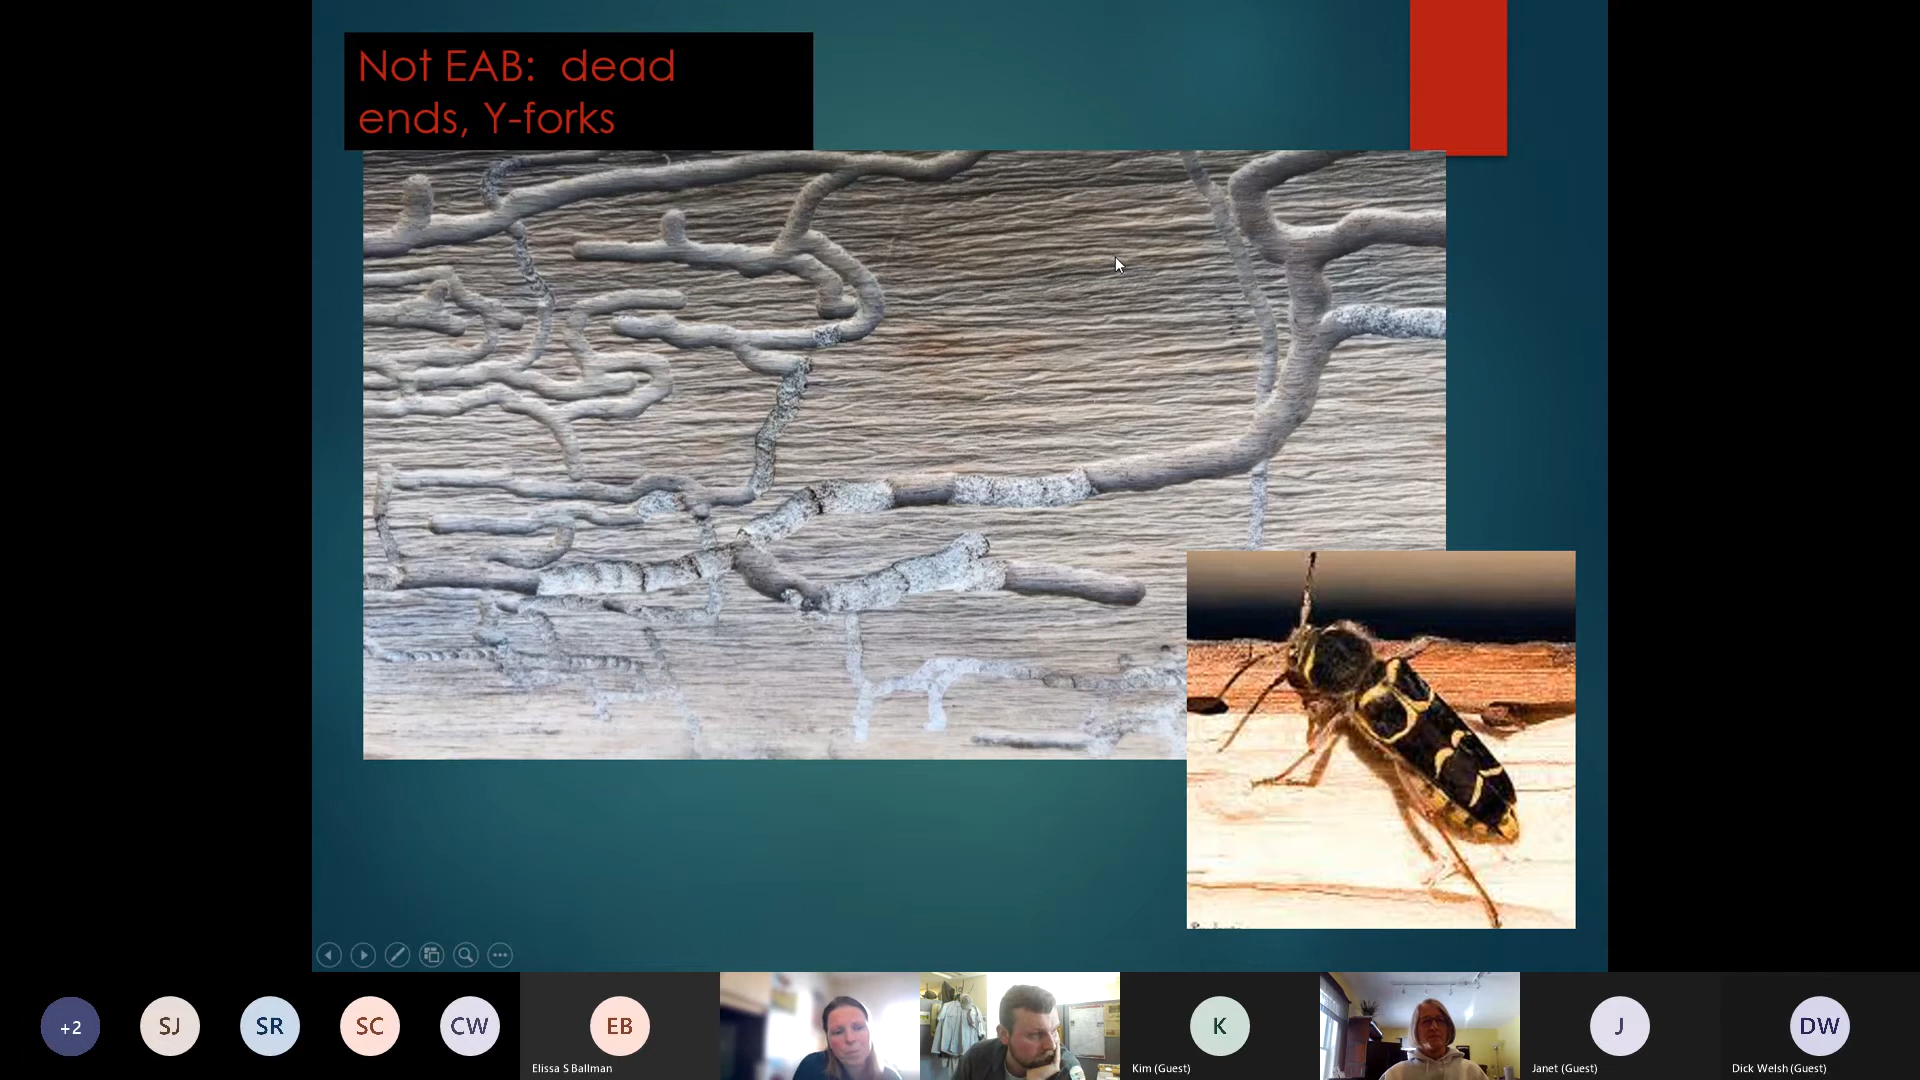 Not EAB:  dead
ends, Y-forks
+2
SJ
SR
SC
CW
EB
Elissa S Ballman
K
Kim (Guest)
J
Janet (Guest)
DW
Dick Welsh (Guest)